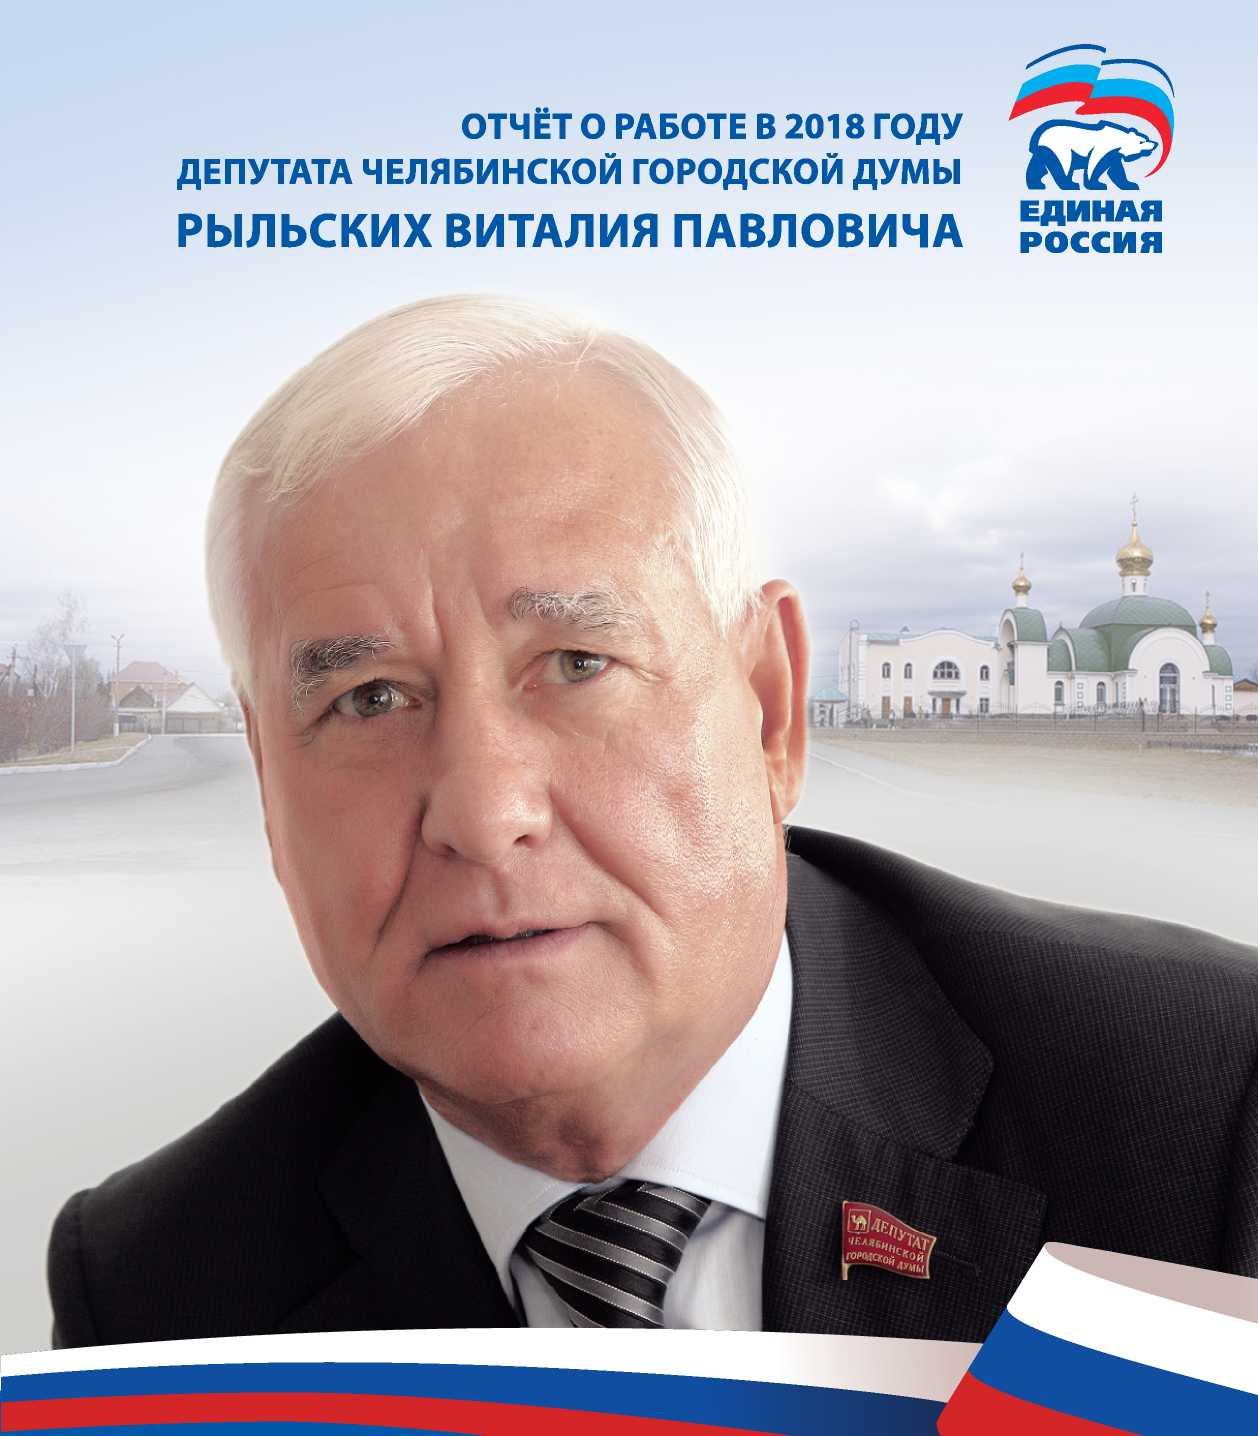 ОТЧЁТ О РАБОТЕ В 2018 ГОДУ
ДЕПУТАТА ЧЕЛЯБИНСКОЙ ГОРОДСКОЙ ДУМЫ
РЫЛЬСКИХ ВИТАЛИЯ ПАВЛОВИЧА
ЕДИНАЯ
РОССИЯ
ДЕПУТАТ
ЧЕЛЯБИНСКОЙ
ГОРОДСКОЙ ДУМЫ